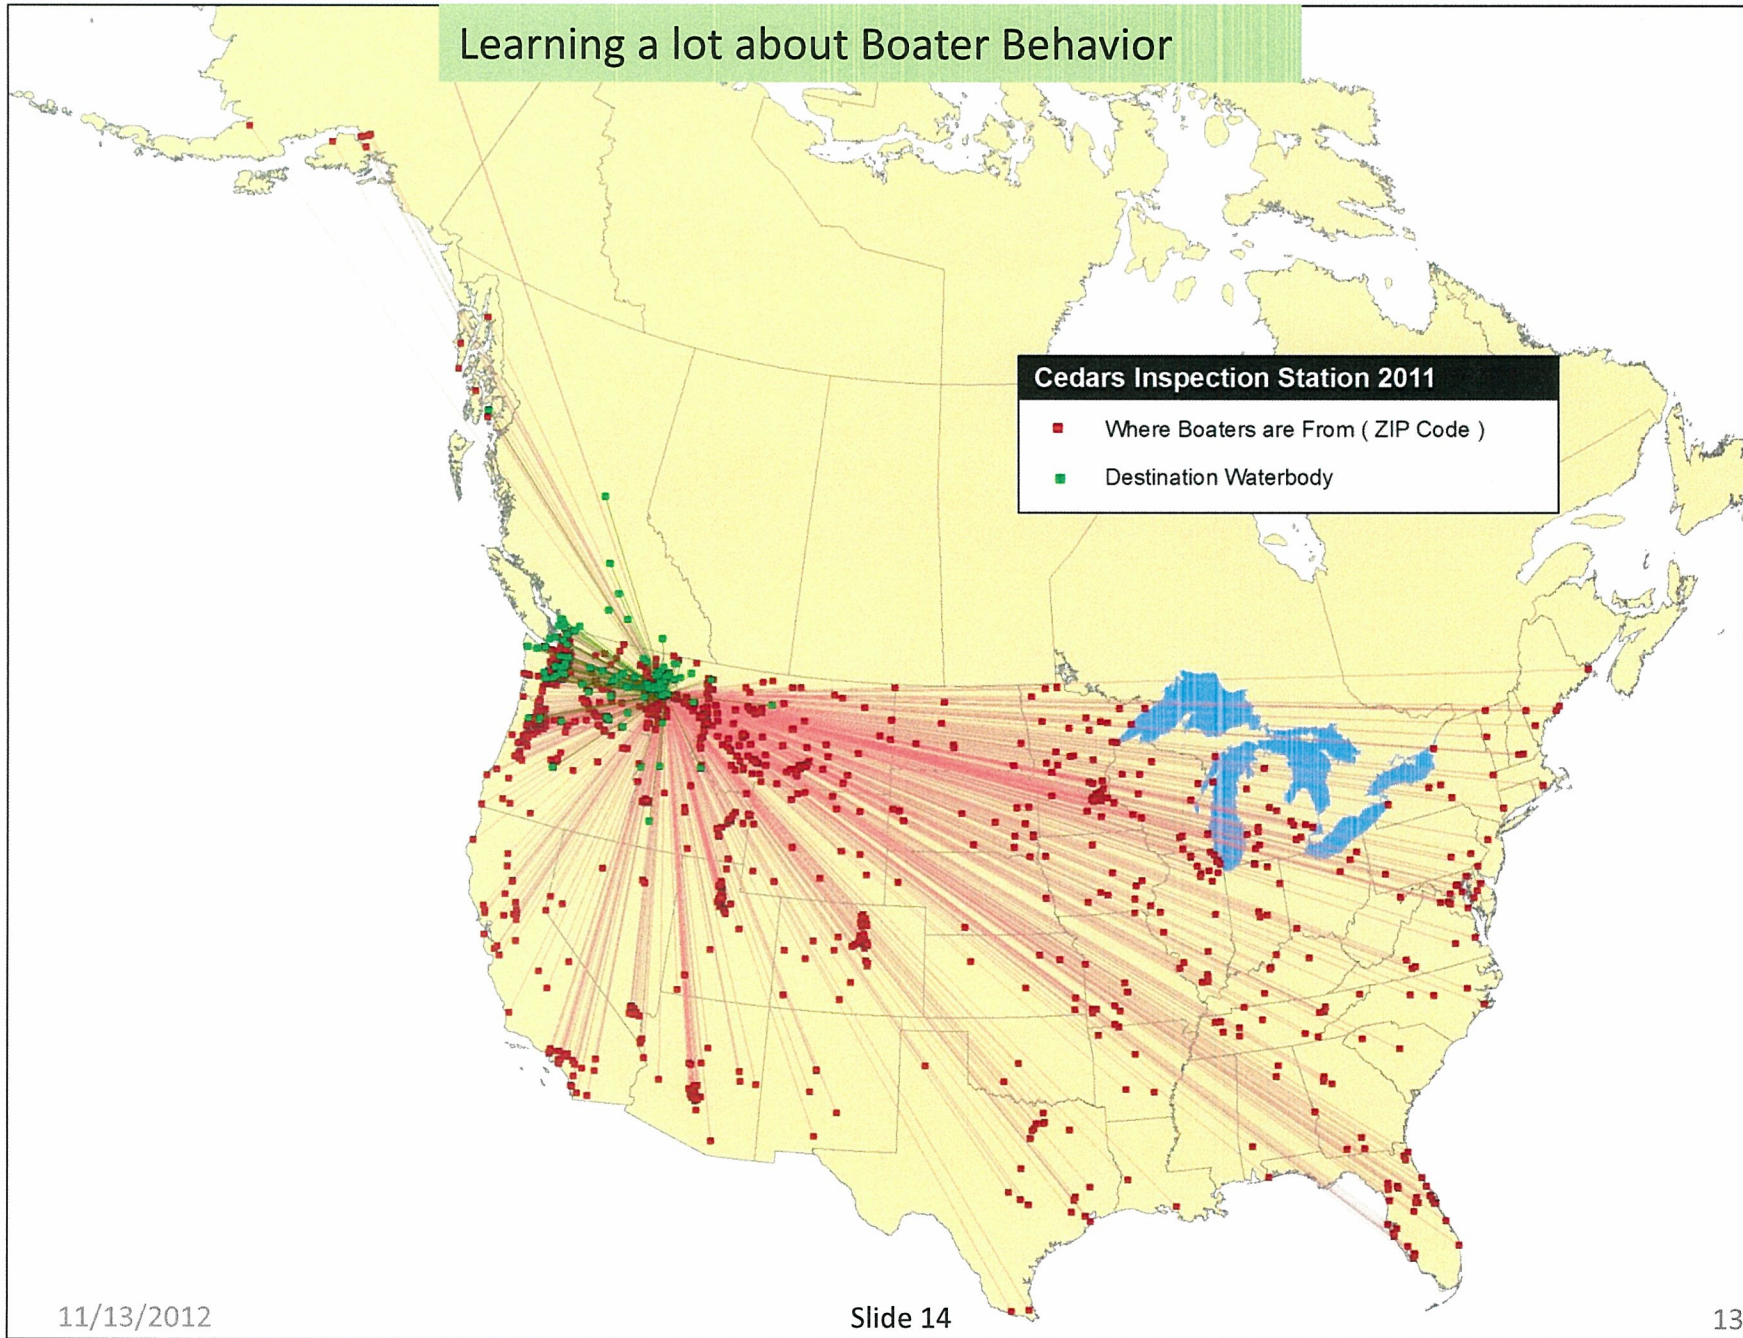 Learning a lot about Boater Behavior
Cedars Inspection Station 2011
Where Boaters are From ( ZIP Code )
Destination Waterbody
11/13/2012
Slide 14
13